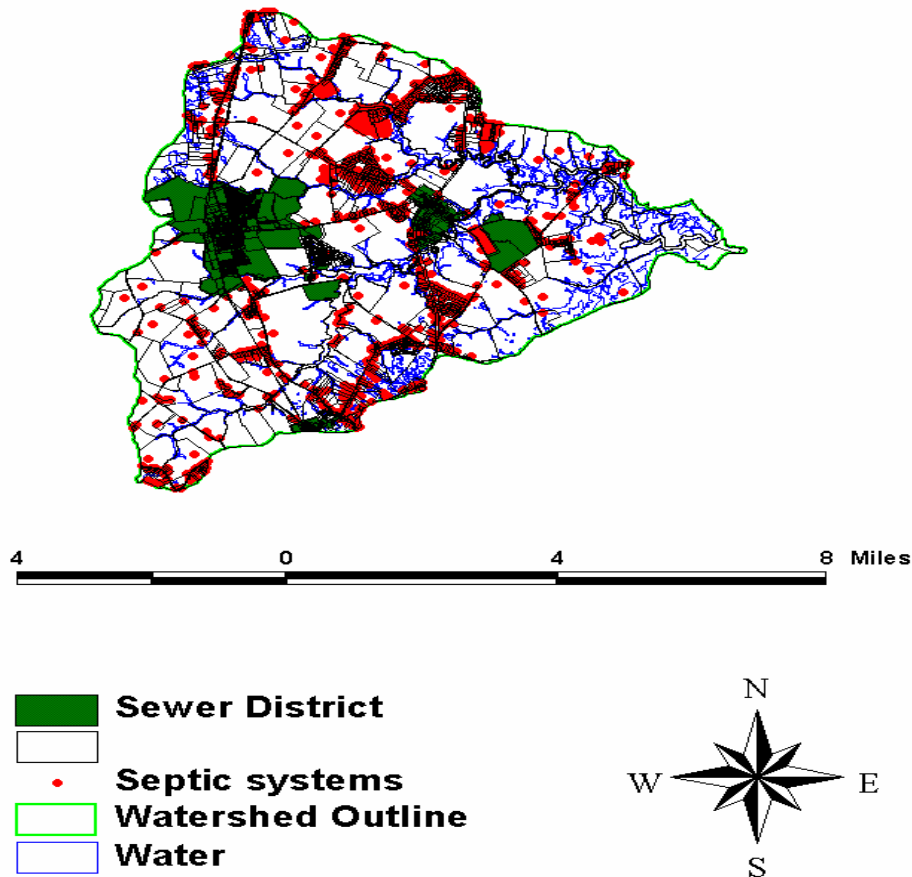 4 0 4 8 Miles
Sewer District
Septic systems
Watershed Outline
Water
N
W E
S